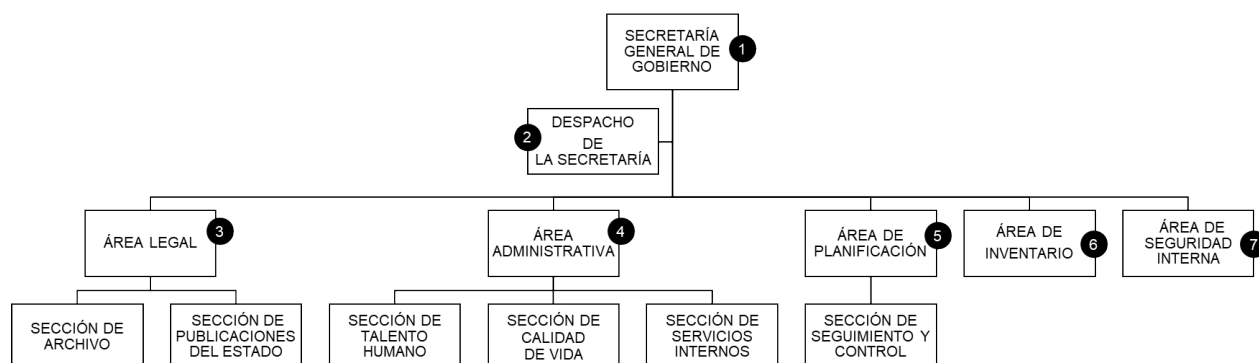 SECRETARÍA
GENERAL DE
GOBIERNO
1
DESPACHO
DE
LA SECRETARÍA
2
ÁREA LEGAL
3
ÁREA
ADMINISTRATIVA
4
ÁREA DE
PLANIFICACIÓN
5
ÁREA DE
INVENTARIO
6
ÁREA DE
SEGURIDAD
INTERNA
7
SECCIÓN DE
ARCHIVO
SECCIÓN DE
PUBLICACIONES
DEL ESTADO
SECCIÓN DE
TALENTO
HUMANO
SECCIÓN DE
CALIDAD
DE VIDA
SECCIÓN DE
SERVICIOS
INTERNOS
SECCIÓN DE
SEGUIMIENTO Y
CONTROL